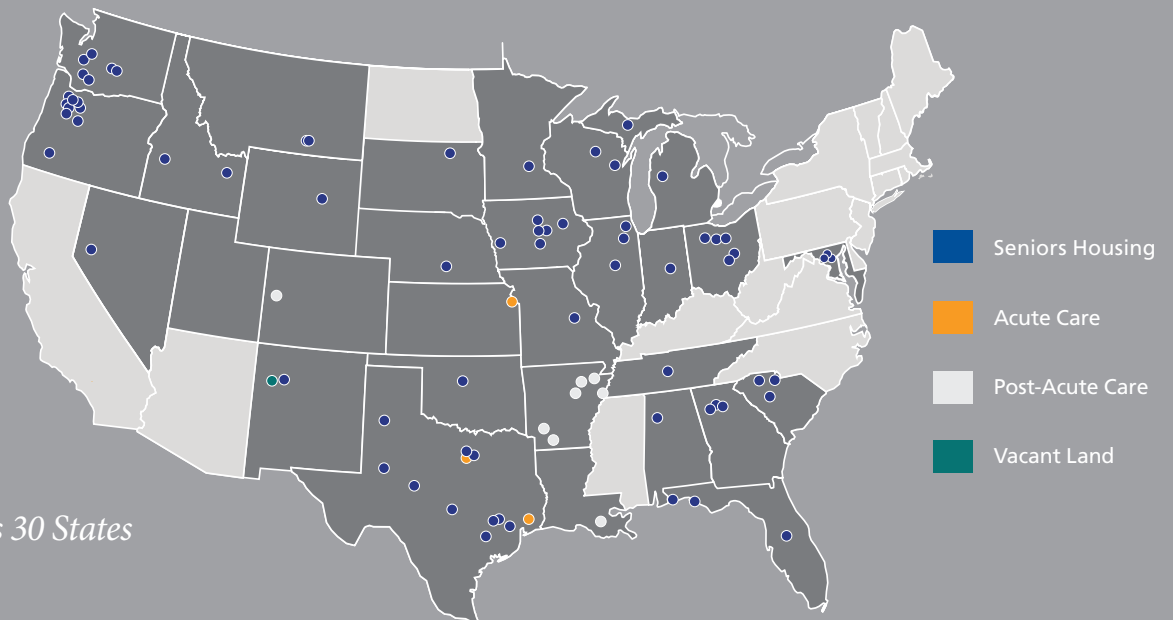 Seniors Housing
Acute Care
Post-Acute Care
Vacant Land
30 States